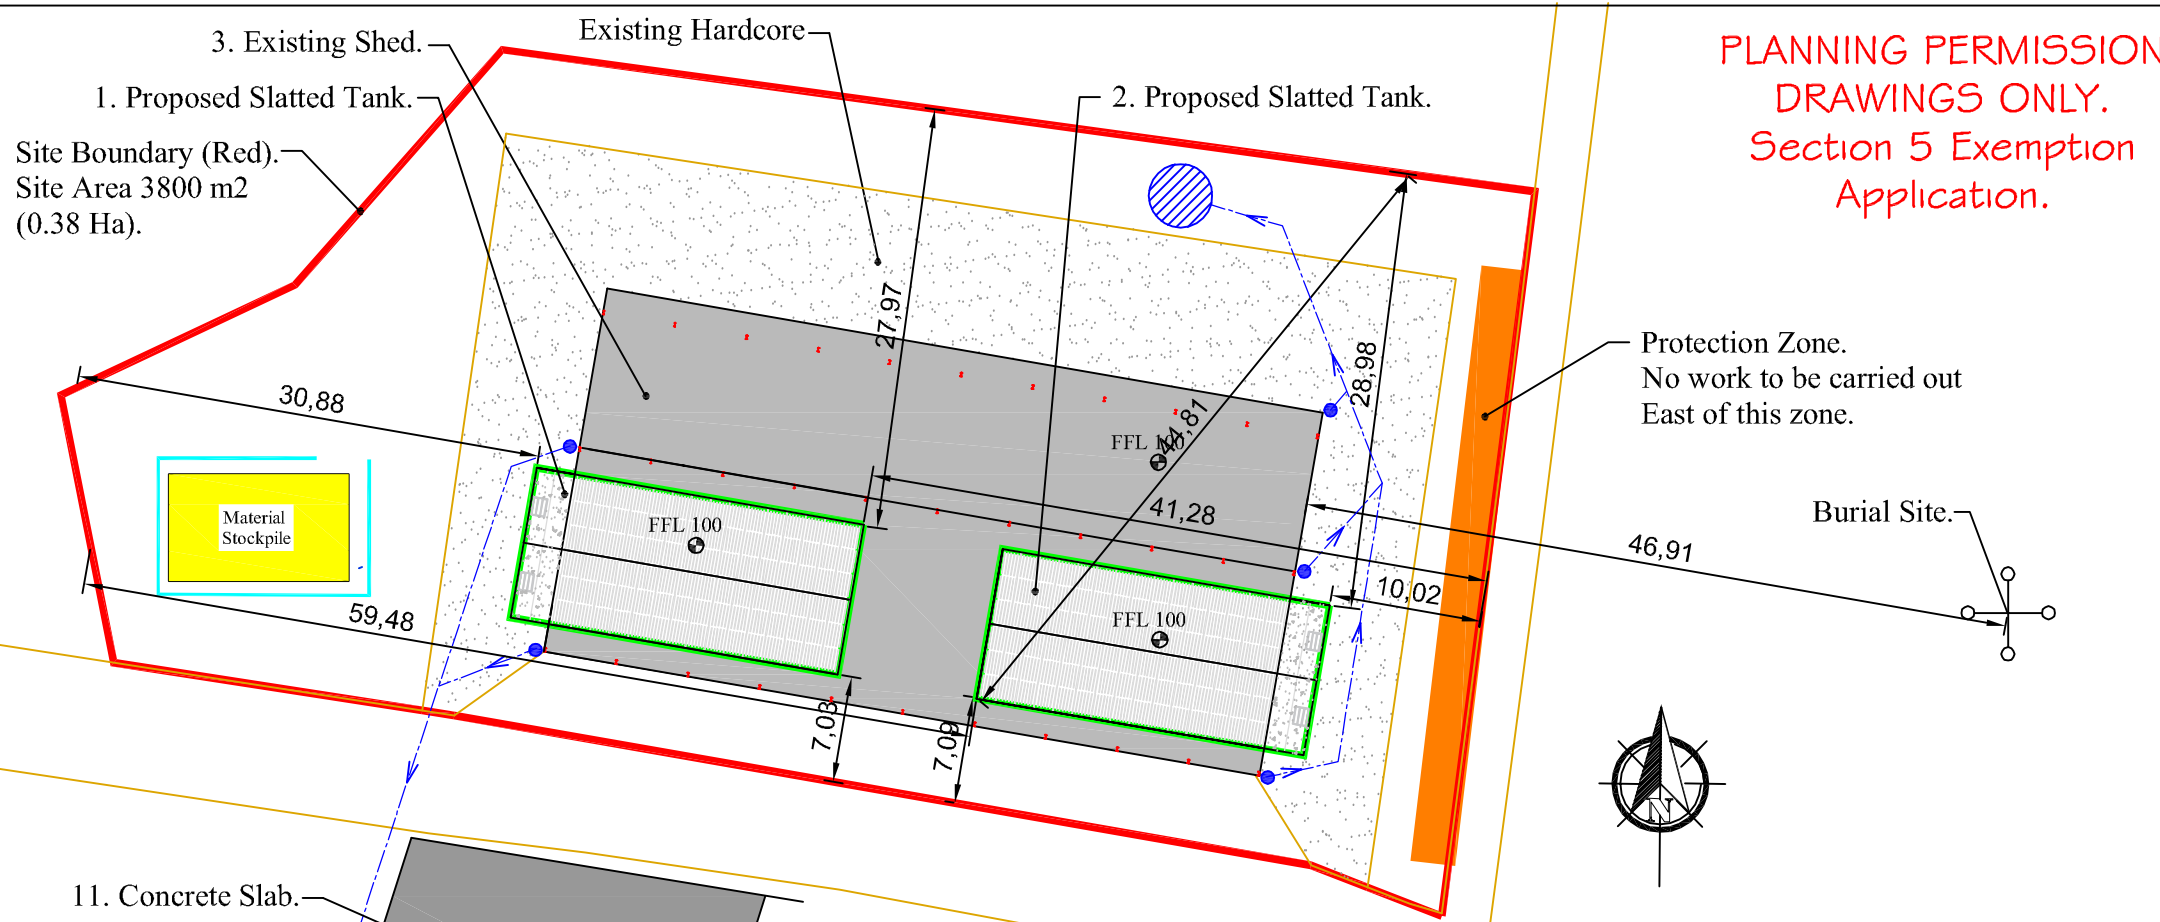 3. Existing Shed.
Existing Hardcore
1. Proposed Slatted Tank.
2. Proposed Slatted Tank.
PLANNING PERMISSION
DRAWINGS ONLY.
Section 5 Exemption
Application.
Site Boundary (Red).
Site Area 3800 m2
(0.38 Ha).
27,97
28,98
Protection Zone.
No work to be carried out
East of this zone.
30,88
44,81
FFL 100
41,28
Material
Stockpile
FFL 100
Burial Site.
46,91
10,02
59,48
FFL 100
7,03
7,09
N
11. Concrete Slab.